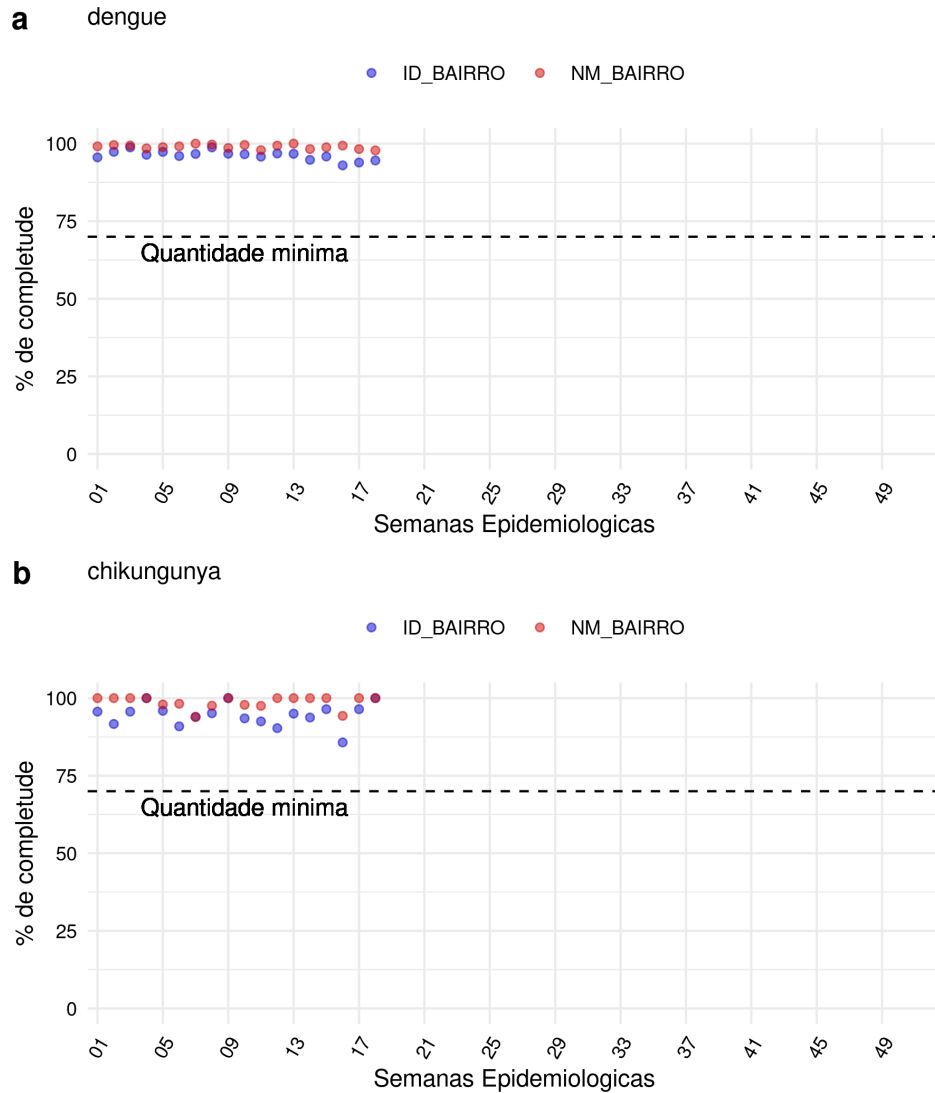 a dengue
ID_BAIRRO NM_BAIRRO
100
75
50
25
0
% de completude
Quantidade minima
01 05 09 13 17 21 25 29 33 37 41 45 49
Semanas Epidemiologicas
b chikungunya
ID_BAIRRO NM_BAIRRO
100
75
50
25
0
% de completude
Quantidade minima
01 05 09 13 17 21 25 29 33 37 41 45 49
Semanas Epidemiologicas